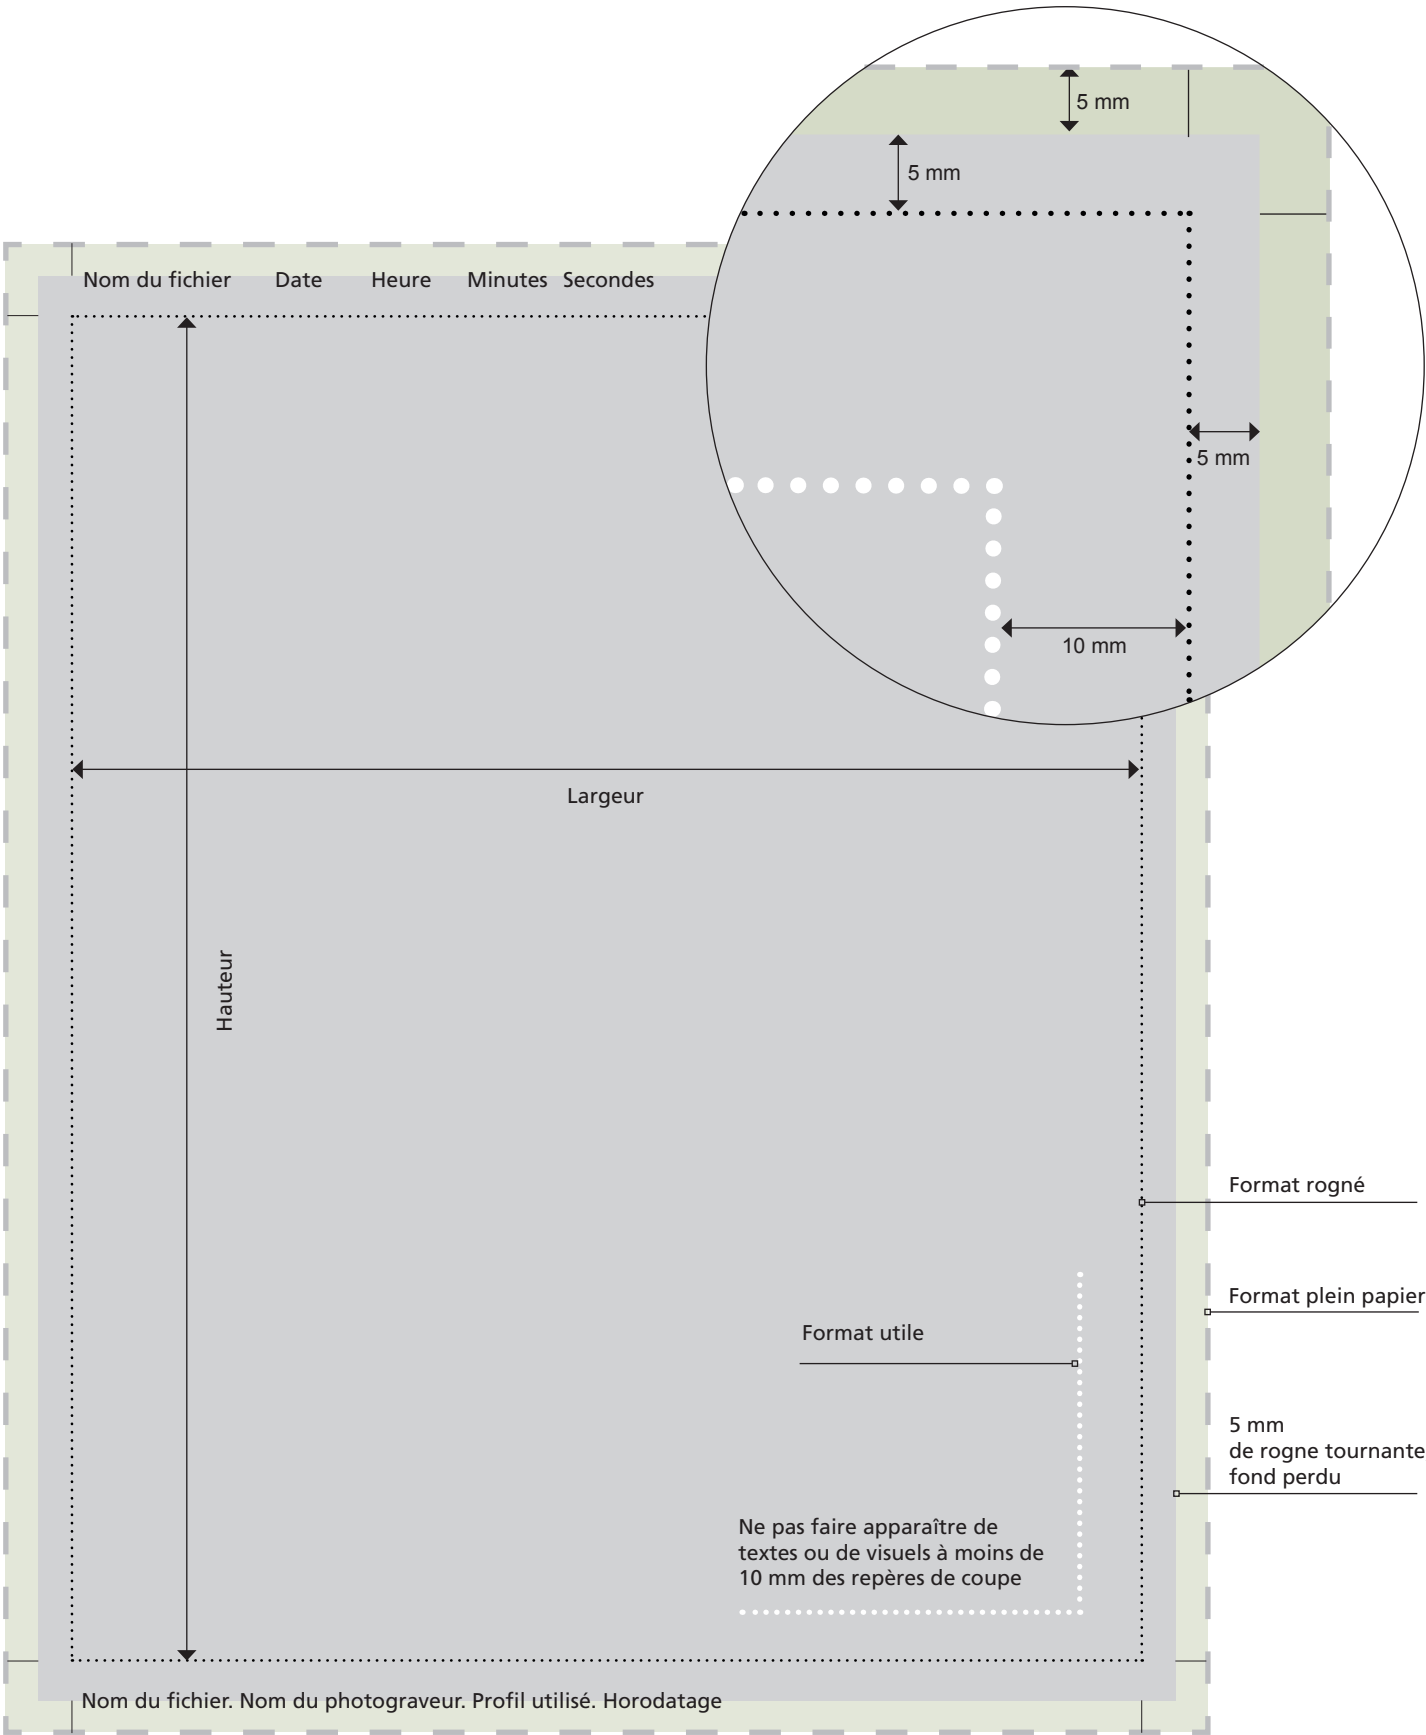 5 mm
5 mm
Nom du fichier Date Heure Minutes Secondes
5 mm
10 mm
Largeur
Hauteur
Format rogné
Format plein papier
Format utile
5 mm
de rogne tournante
fond perdu
Ne pas faire apparaître de
textes ou de visuels à moins de
10 mm des repères de coupe
Nom du fichier. Nom du photograveur. Profil utilisé. Horodatage